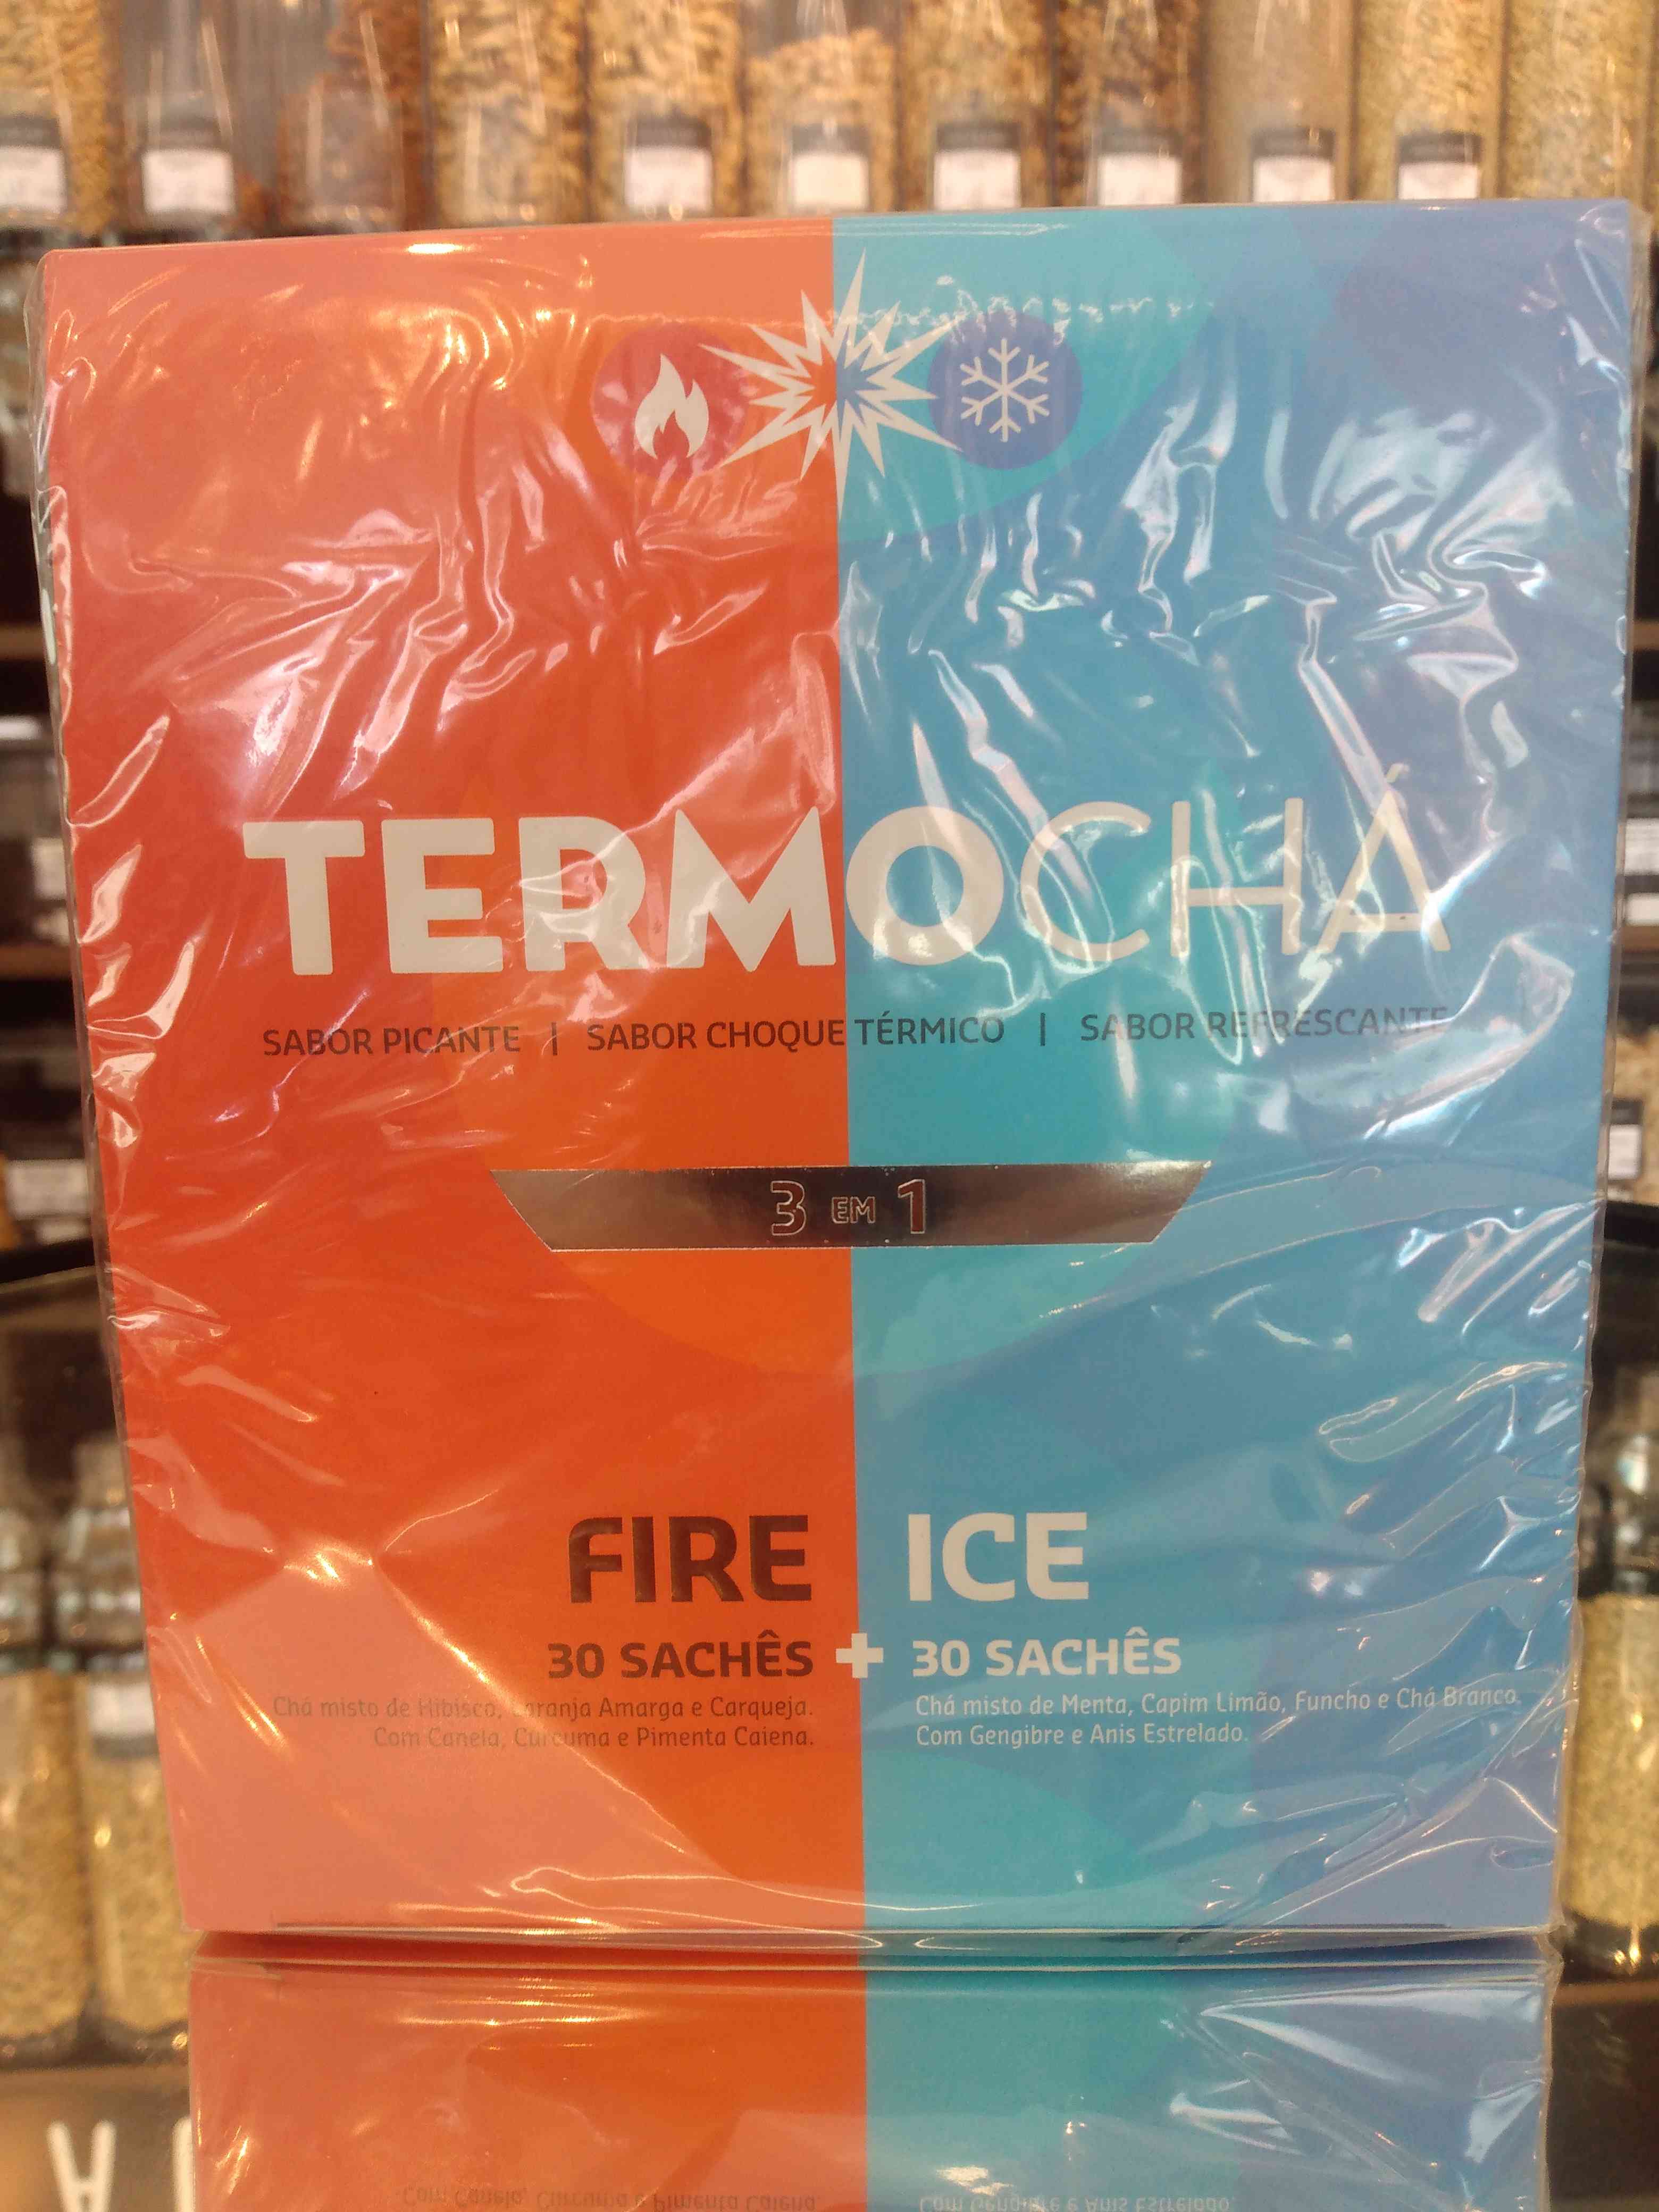 TERMOCHÁ
SABOR PICANTE | SABOR CHOQUE TÉRMICO | SABOR REFRESCANTE
3 EM 1
FIRE ICE
30 SACHÊS + 30 SACHÊS
Chá misto de Hibisco, Laranja Amarga e Carqueja.
Com Canela, Curcuma e Pimenta Caiena.
Chá misto de Menta, Capim Limão, Funcho e Chá Branco.
Com Gengibre e Anis Estrelado.